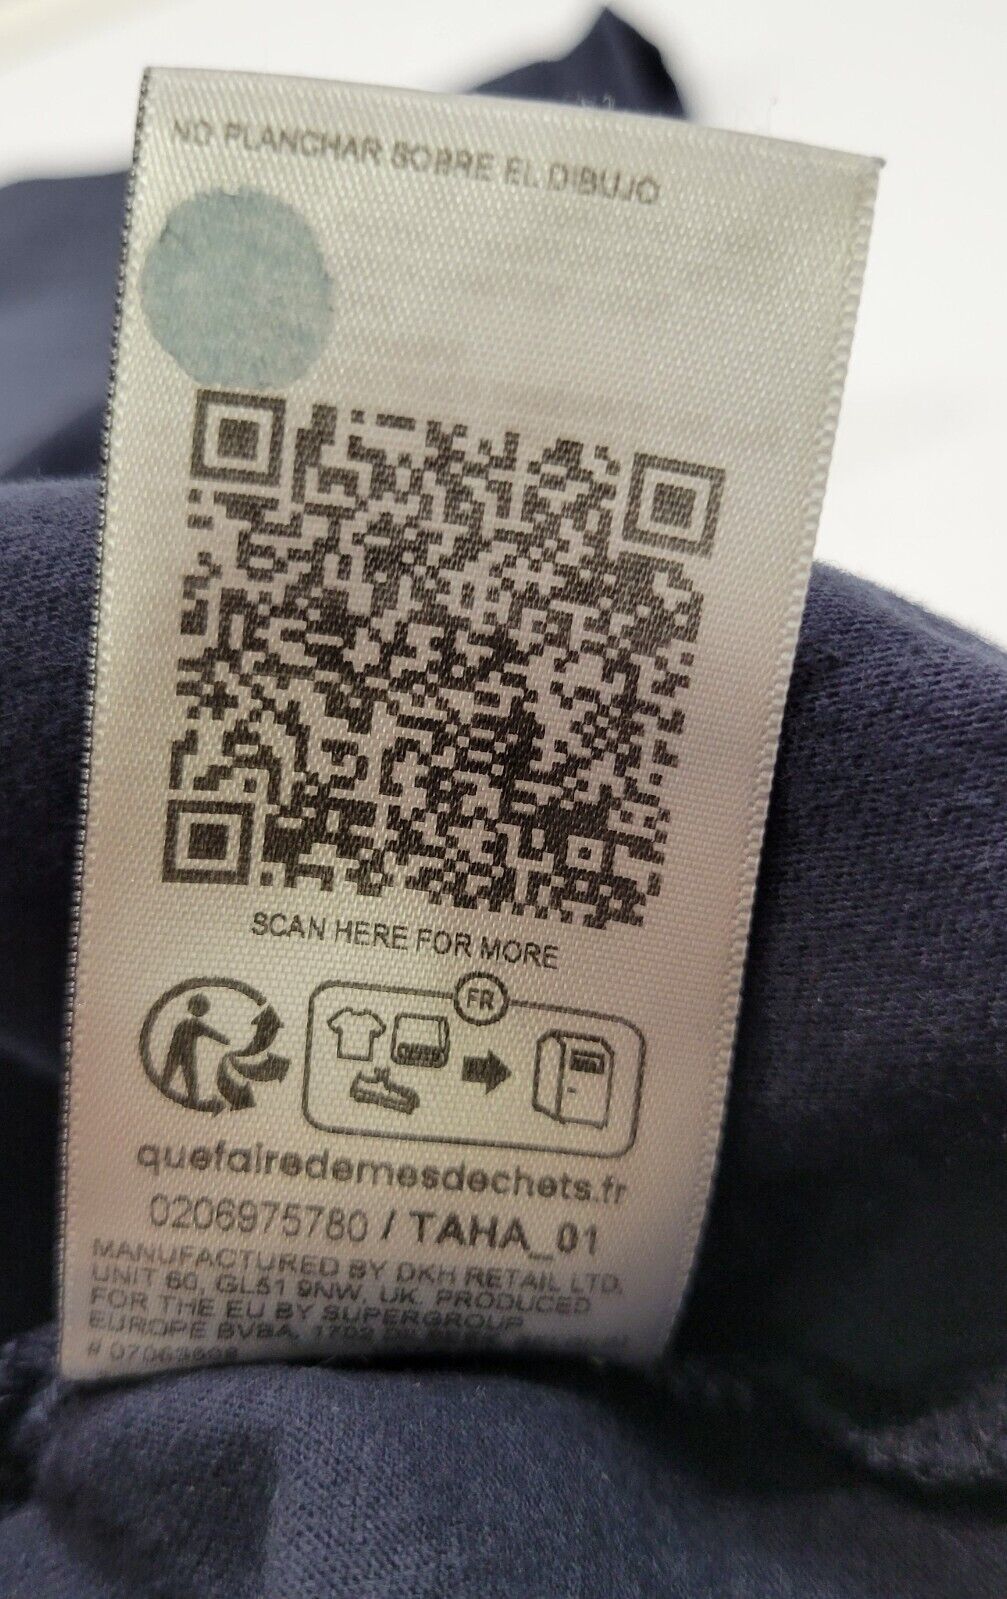 NO PLANCHAR SOBRE EL DIBUJO
SCAN HERE FOR MORE
FR
quefairedemesdechets.fr
0206975780 / TAHA_01
MANUFACTURED BY DKH RETAIL LTD,
UNIT 60, GL51 9NW, UK. PRODUCED
FOR THE EU BY SUPERGROUP
EUROPE BVBA, 1702